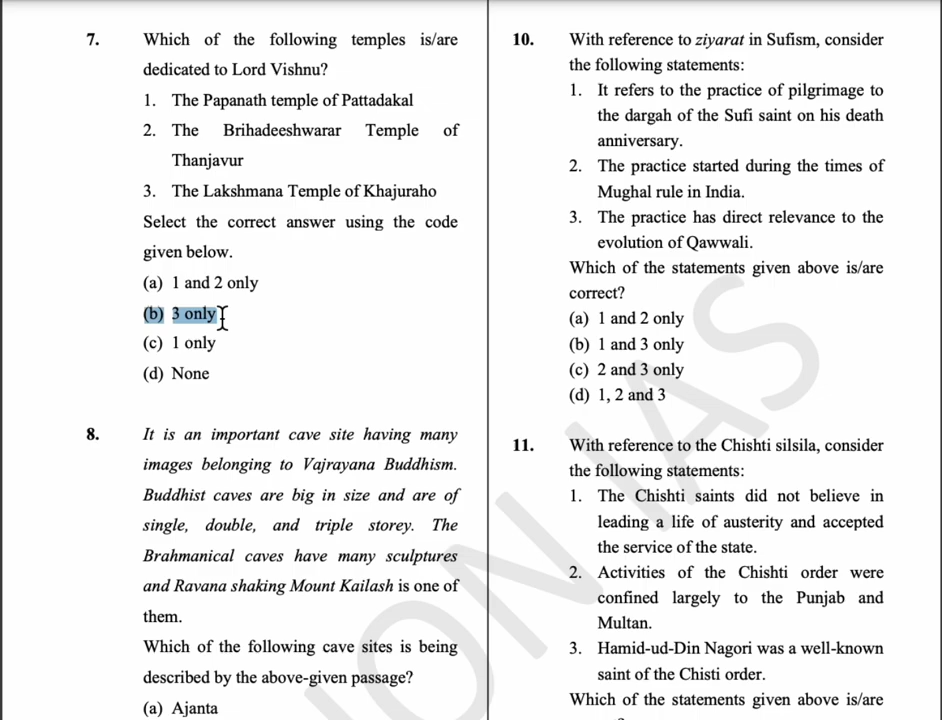 7. Which of the following temples is/are
dedicated to Lord Vishnu?
1. The Papanath temple of Pattadakal
2. The Brihadeeshwarar Temple of
Thanjavur
3. The Lakshmana Temple of Khajuraho
Select the correct answer using the code
given below.
(a) 1 and 2 only
(b) 3 only
(c) 1 only
(d) None
8. It is an important cave site having many
images belonging to Vajrayana Buddhism.
Buddhist caves are big in size and are of
single, double, and triple storey. The
Brahmanical caves have many sculptures
and Ravana shaking Mount Kailash is one of
them.
Which of the following cave sites is being
described by the above-given passage?
(a) Ajanta
10. With reference to ziyarat in Sufism, consider
the following statements:
1. It refers to the practice of pilgrimage to
the dargah of the Sufi saint on his death
anniversary.
2. The practice started during the times of
Mughal rule in India.
3. The practice has direct relevance to the
evolution of Qawwali.
Which of the statements given above is/are
correct?
(a) 1 and 2 only
(b) 1 and 3 only
(c) 2 and 3 only
(d) 1, 2 and 3
11. With reference to the Chishti silsila, consider
the following statements:
1. The Chishti saints did not believe in
leading a life of austerity and accepted
the service of the state.
2. Activities of the Chishti order were
confined largely to the Punjab and
Multan.
3. Hamid-ud-Din Nagori was a well-known
saint of the Chisti order.
Which of the statements given above is/are
ION IAS